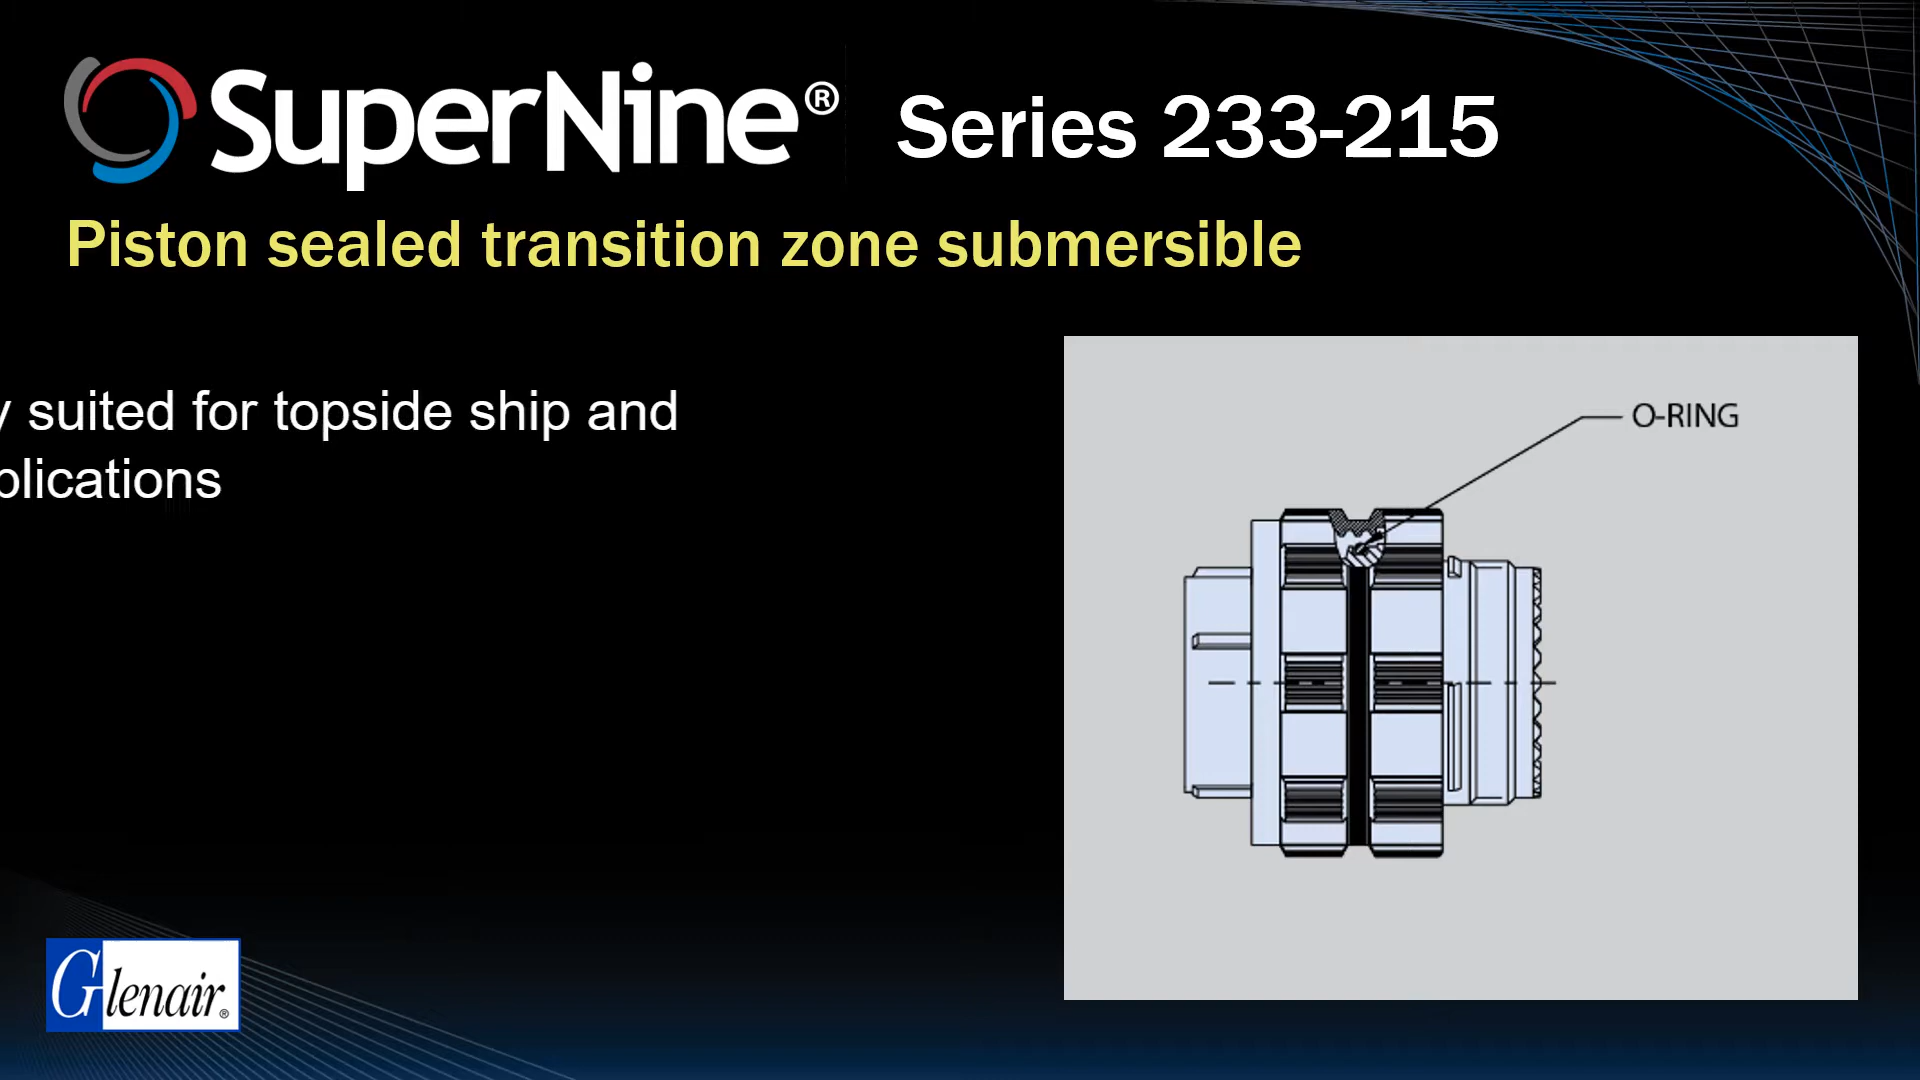 SuperNine® Series 233-215
Piston sealed transition zone submersible
y suited for topside ship and
plications
O-RING
Glenair®